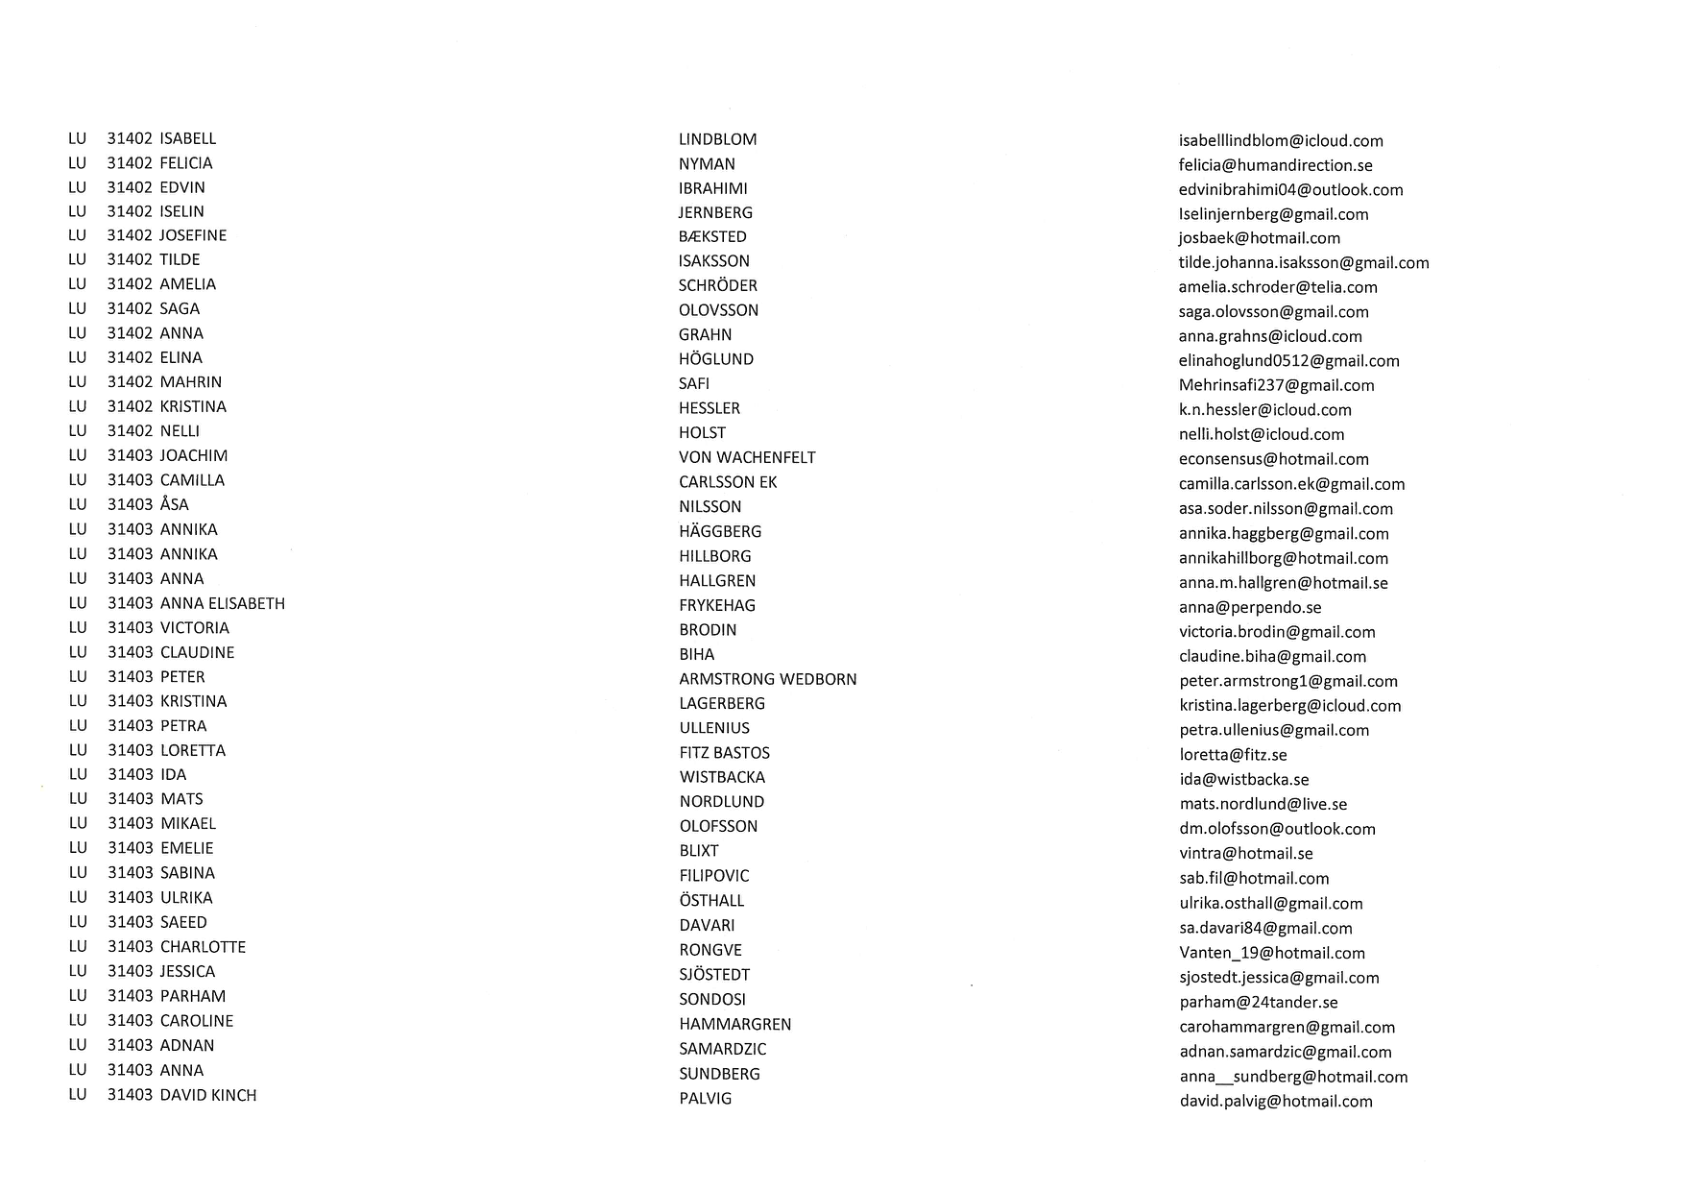 LU 31402 ISABELL LINDBLOM isabelllindblom@icloud.com
LU 31402 FELICIA NYMAN felicia@humandirection.se
LU 31402 EDVIN IBRAHIMI edvinibrahimi04@outlook.com
LU 31402 ISELIN JERNBERG Iselinjernberg@gmail.com
LU 31402 JOSEFINE BÆKSTED josbaek@hotmail.com
LU 31402 TILDE ISAKSSON tilde.johanna.isaksson@gmail.com
LU 31402 AMELIA SCHRÖDER amelia.schroder@telia.com
LU 31402 SAGA OLOVSSON saga.olovsson@gmail.com
LU 31402 ANNA GRAHN anna.grahns@icloud.com
LU 31402 ELINA HÖGLUND elinahoglund0512@gmail.com
LU 31402 MAHRIN SAFI Mehrinsafi237@gmail.com
LU 31402 KRISTINA HESSLER k.n.hessler@icloud.com
LU 31402 NELLI HOLST nelli.holst@icloud.com
LU 31403 JOACHIM VON WACHENFELT econsensus@hotmail.com
LU 31403 CAMILLA CARLSSON EK camilla.carlsson.ek@gmail.com
LU 31403 ÅSA NILSSON asa.soder.nilsson@gmail.com
LU 31403 ANNIKA HÄGGBERG annika.haggberg@gmail.com
LU 31403 ANNIKA HILLBORG annikahillborg@hotmail.com
LU 31403 ANNA HALLGREN anna.m.hallgren@hotmail.se
LU 31403 ANNA ELISABETH FRYKEHAG anna@perpendo.se
LU 31403 VICTORIA BRODIN victoria.brodin@gmail.com
LU 31403 CLAUDINE BIHA claudine.biha@gmail.com
LU 31403 PETER ARMSTRONG WEDBORN peter.armstrong1@gmail.com
LU 31403 KRISTINA LAGERBERG kristina.lagerberg@icloud.com
LU 31403 PETRA ULLENIUS petra.ullenius@gmail.com
LU 31403 LORETTA FITZ BASTOS loretta@fitz.se
LU 31403 IDA WISTBACKA ida@wistbacka.se
LU 31403 MATS NORDLUND mats.nordlund@live.se
LU 31403 MIKAEL OLOFSSON dm.olofsson@outlook.com
LU 31403 EMELIE BLIXT vintra@hotmail.se
LU 31403 SABINA FILIPOVIC sab.fil@hotmail.com
LU 31403 ULRIKA ÖSTHALL ulrika.osthall@gmail.com
LU 31403 SAEED DAVARI sa.davari84@gmail.com
LU 31403 CHARLOTTE RONGVE Vanten_19@hotmail.com
LU 31403 JESSICA SJÖSTEDT sjostedt.jessica@gmail.com
LU 31403 PARHAM SONDOSI parham@24tander.se
LU 31403 CAROLINE HAMMARGREN carohammargren@gmail.com
LU 31403 ADNAN SAMARDZIC adnan.samardzic@gmail.com
LU 31403 ANNA SUNDBERG anna__sundberg@hotmail.com
LU 31403 DAVID KINCH PALVIG david.palvig@hotmail.com